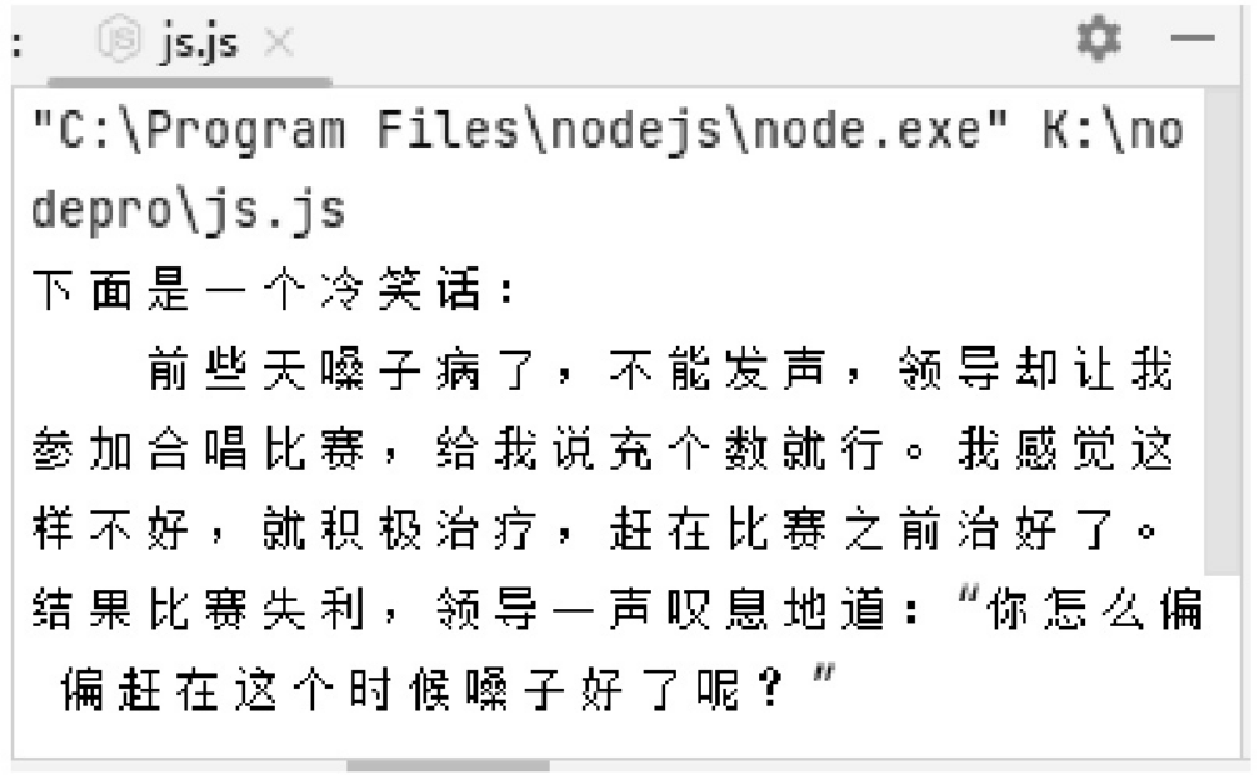 : js.js ×
"C:\Program Files\nodejs\node.exe" K:\no
depro\js.js
下面是一个冷笑话：
前些天嗓子病了，不能发声，领导却让我
参加合唱比赛，给我说充个数就行。我感觉这
样不好，就积极治疗，赶在比赛之前治好了。
结果比赛失利，领导一声叹息地道：“你怎么偏
偏赶在这个时候嗓子好了呢？”